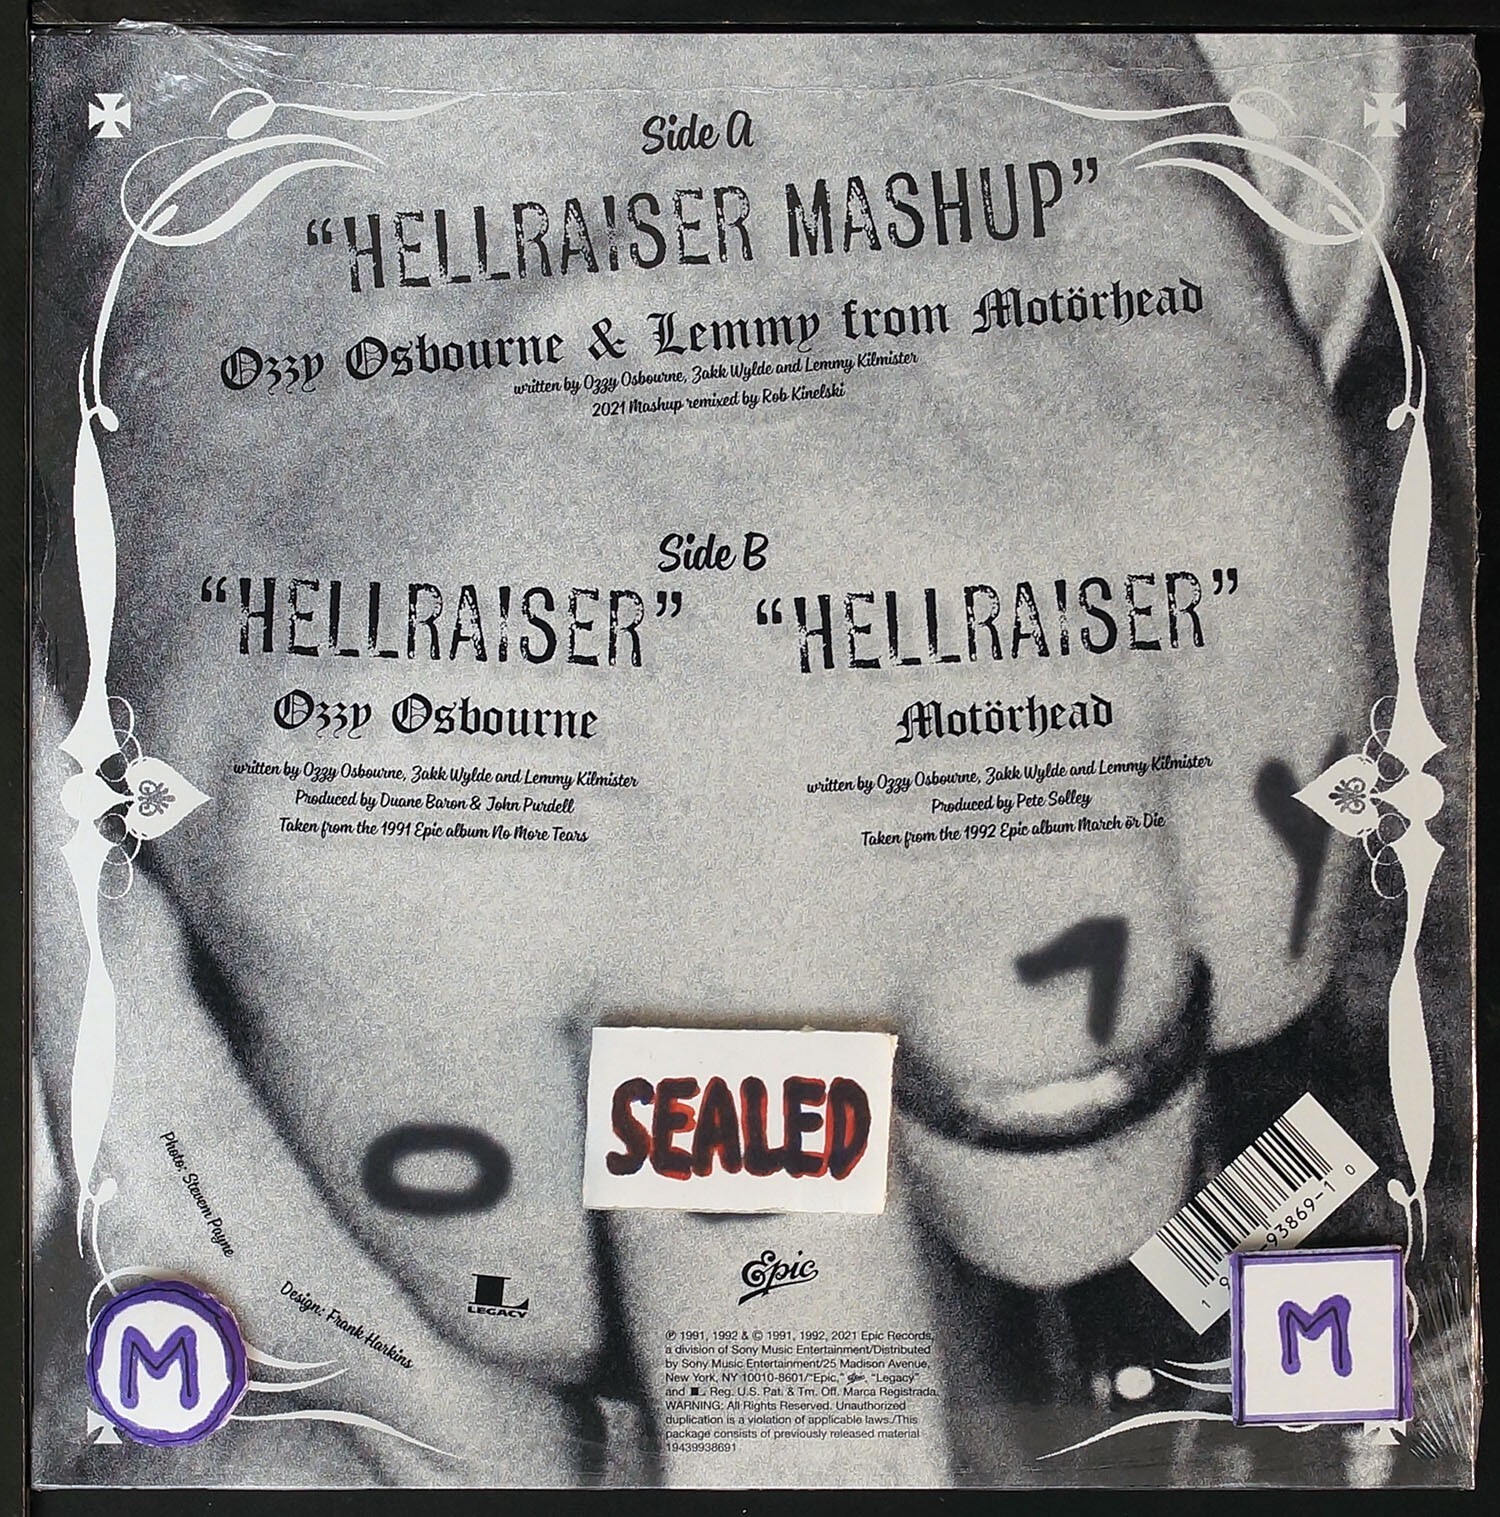 Side A
"HELLRAISER MASHUP"
Ozzy Osbourne & Lemmy from Motörhead
written by Ozzy Osbourne, Zakk Wylde and Lemmy Kilmister
2021 Mashup remixed by Rob Kinelski
Side B
"HELLRAISER"
Ozzy Osbourne
written by Ozzy Osbourne, Zakk Wylde and Lemmy Kilmister
Produced by Duane Baron & John Purdell
Taken from the 1991 Epic album No More Tears
"HELLRAISER"
Motörhead
written by Ozzy Osbourne, Zakk Wylde and Lemmy Kilmister
Produced by Pete Solley
Taken from the 1992 Epic album March ör Die
O
Z
Y
SEALED
Photo: Stevem Payne
Design: Frank Harkins
M
LEGACY
Epic
℗ 1991, 1992 & © 1991, 1992, 2021 Epic Records,
a division of Sony Music Entertainment/Distributed
by Sony Music Entertainment/25 Madison Avenue,
New York, NY 10010-8601/"Epic," Epic, "Legacy"
and L Reg. U.S. Pat. & Tm. Off. Marca Registrada.
WARNING: All Rights Reserved. Unauthorized
duplication is a violation of applicable laws./This
package consists of previously released material
19439938691
1 9 -93869-1 0
M